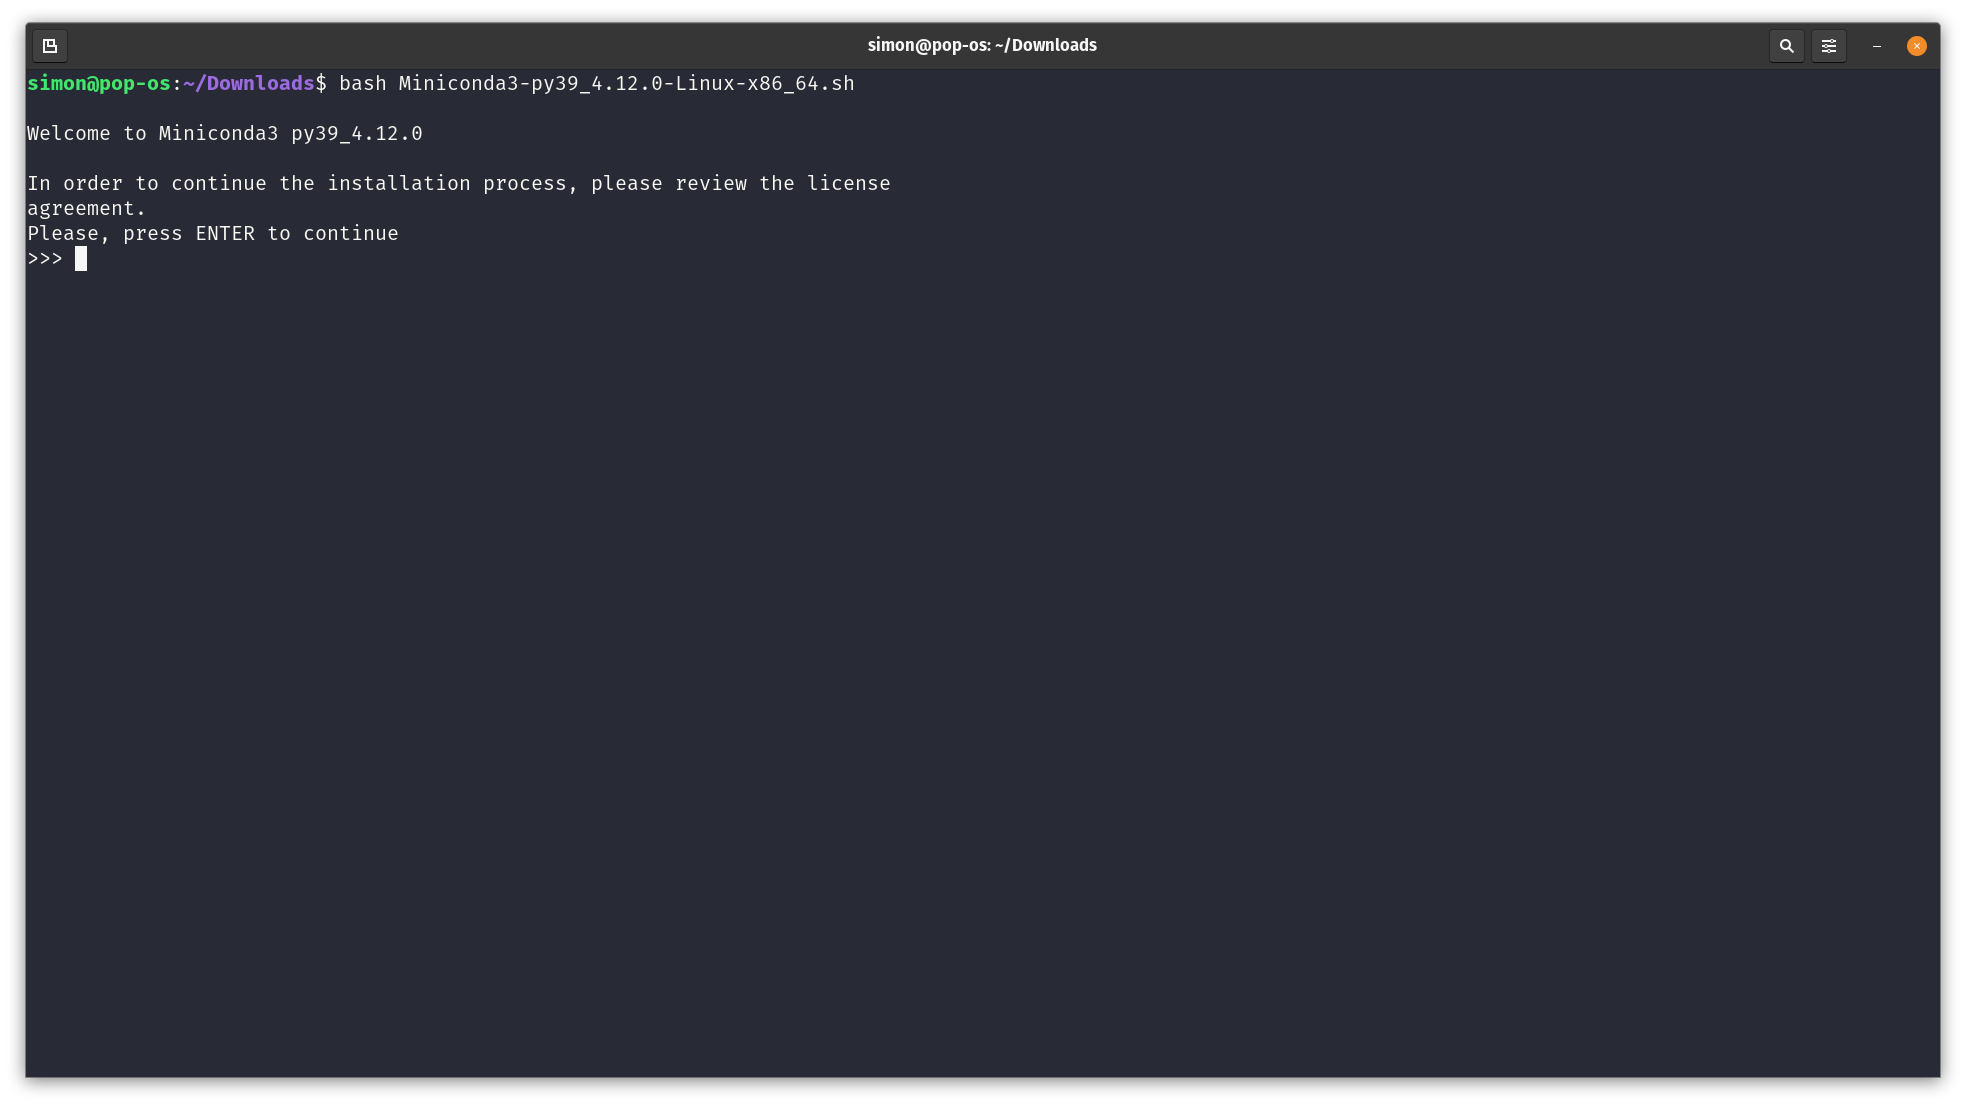 simon@pop-os: ~/Downloads
simon@pop-os:~/Downloads$ bash Miniconda3-py39_4.12.0-Linux-x86_64.sh
Welcome to Miniconda3 py39_4.12.0
In order to continue the installation process, please review the license
agreement.
Please, press ENTER to continue
>>>